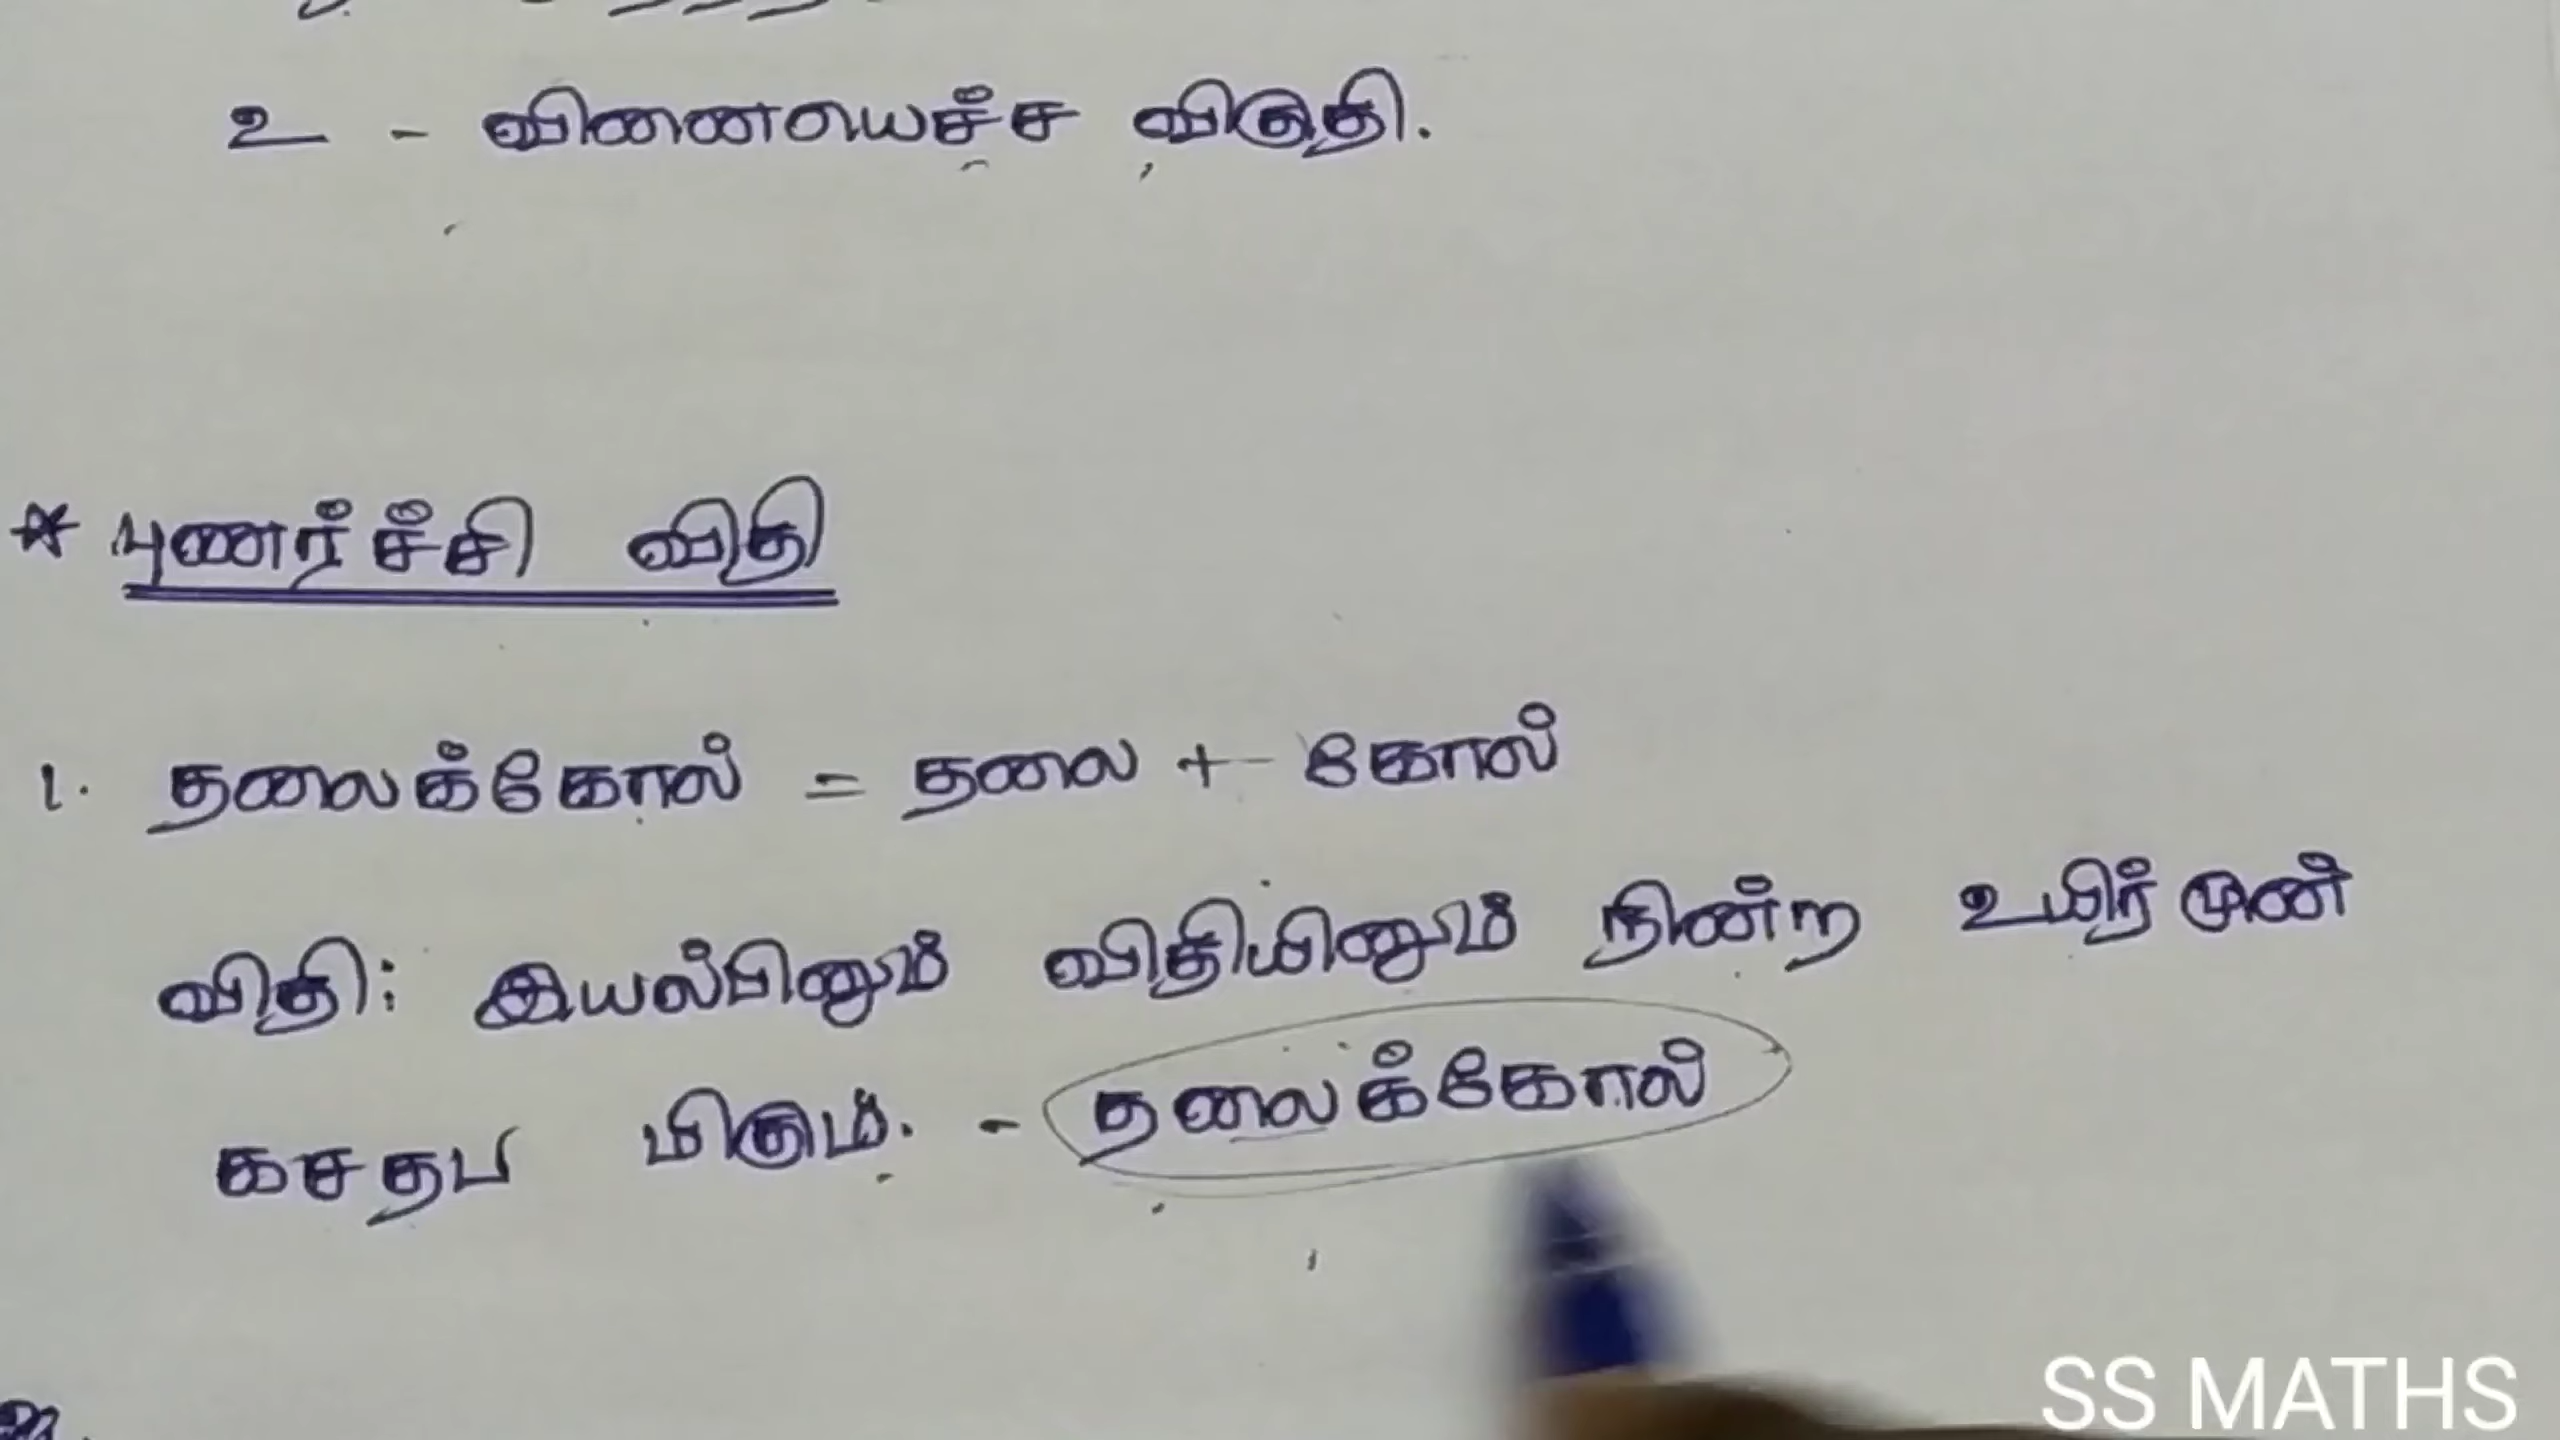 உ - வினையெச்ச விகுதி.
* புணர்ச்சி விதி
1. தலைக்கோல் = தலை + கோல்
விதி: இயல்பினும் விதியினும் நின்ற உயிர் முன்
கசதப மிகும். - தலைக்கோல்
SS MATHS